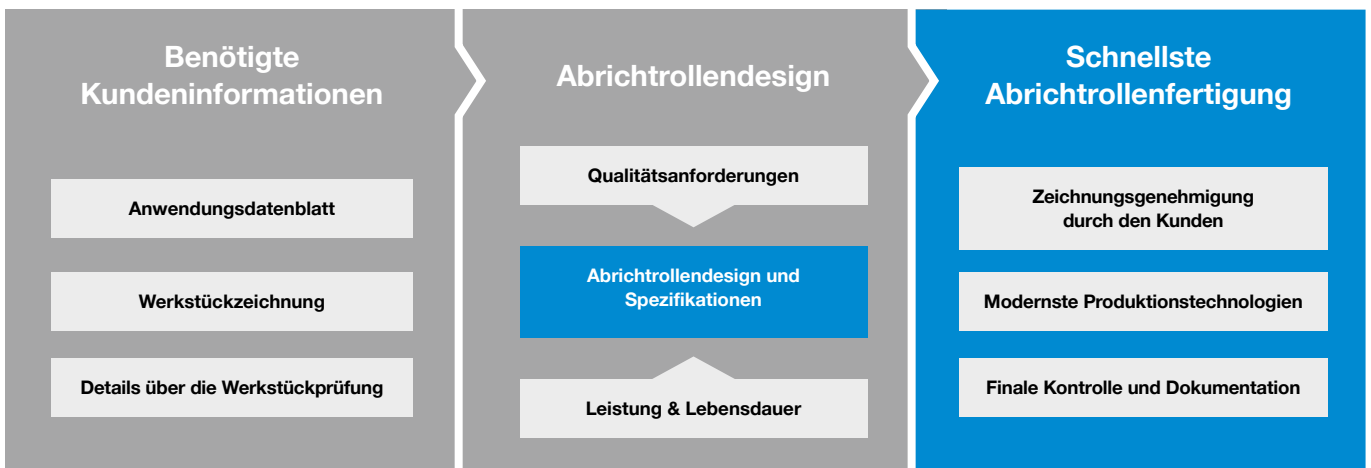 Benötigte
Kundeninformationen
Anwendungsdatenblatt
Werkstückzeichnung
Details über die Werkstückprüfung
Abrichtrollendesign
Qualitätsanforderungen
Abrichtrollendesign und
Spezifikationen
Leistung & Lebensdauer
Schnellste
Abrichtrollenfertigung
Zeichnungsgenehmigung
durch den Kunden
Modernste Produktionstechnologien
Finale Kontrolle und Dokumentation